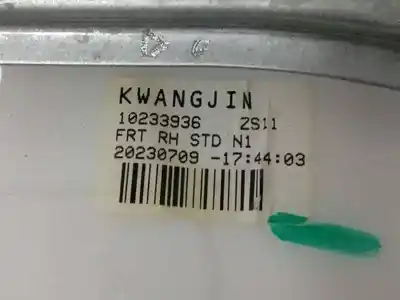 KWANGJIN
10233936 ZS11
FRT RH STD N1
20230709 -17:44:03